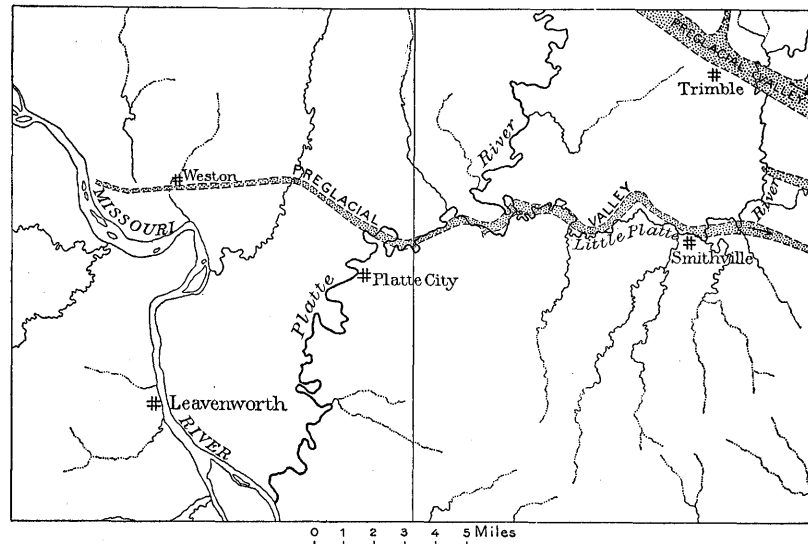 PREGLACIAL VALLEY
Trimble
River
Weston
PREGLACIAL
VALLEY
River
MISSOURI
Little Platte
Smithville
Platte City
Platte
Leavenworth
RIVER
0 1 2 3 4 5 Miles